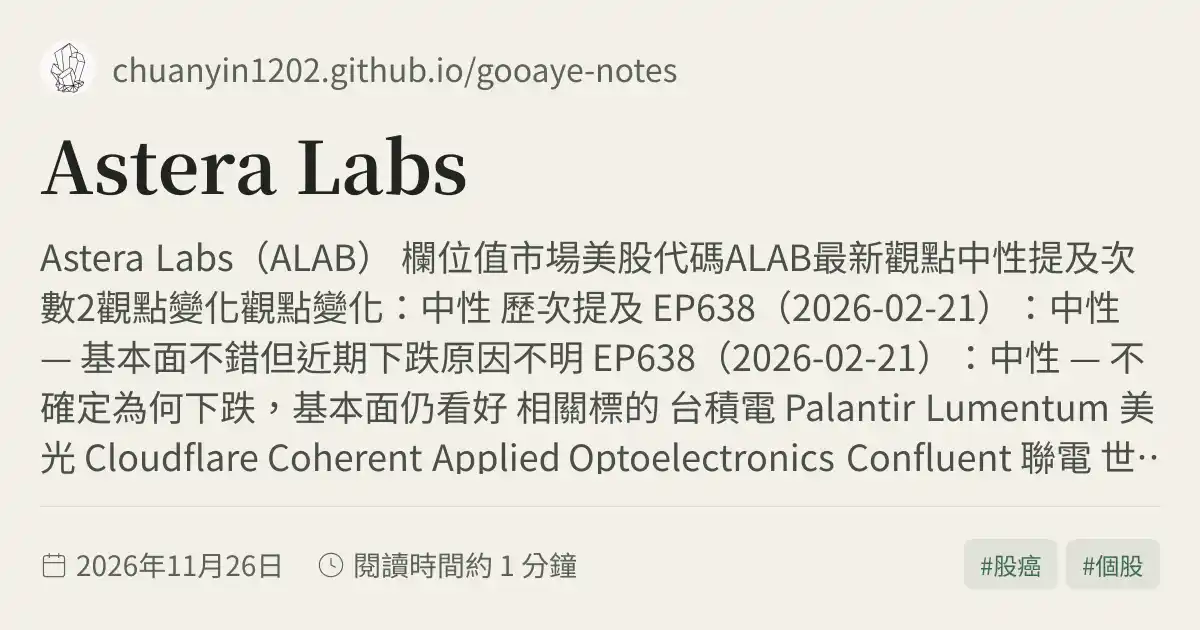 chuanyin1202.github.io/gooaye-notes
Astera Labs
Astera Labs（ALAB） 欄位值市場美股代碼ALAB最新觀點中性提及次
數2觀點變化觀點變化：中性 歷次提及 EP638（2026-02-21）：中性
— 基本面不錯但近期下跌原因不明 EP638（2026-02-21）：中性 — 不
確定為何下跌，基本面仍看好 相關標的 台積電 Palantir Lumentum 美
光 Cloudflare Coherent Applied Optoelectronics Confluent 聯電 世··
2026年11月26日 閱讀時間約 1 分鐘 #股癌 #個股